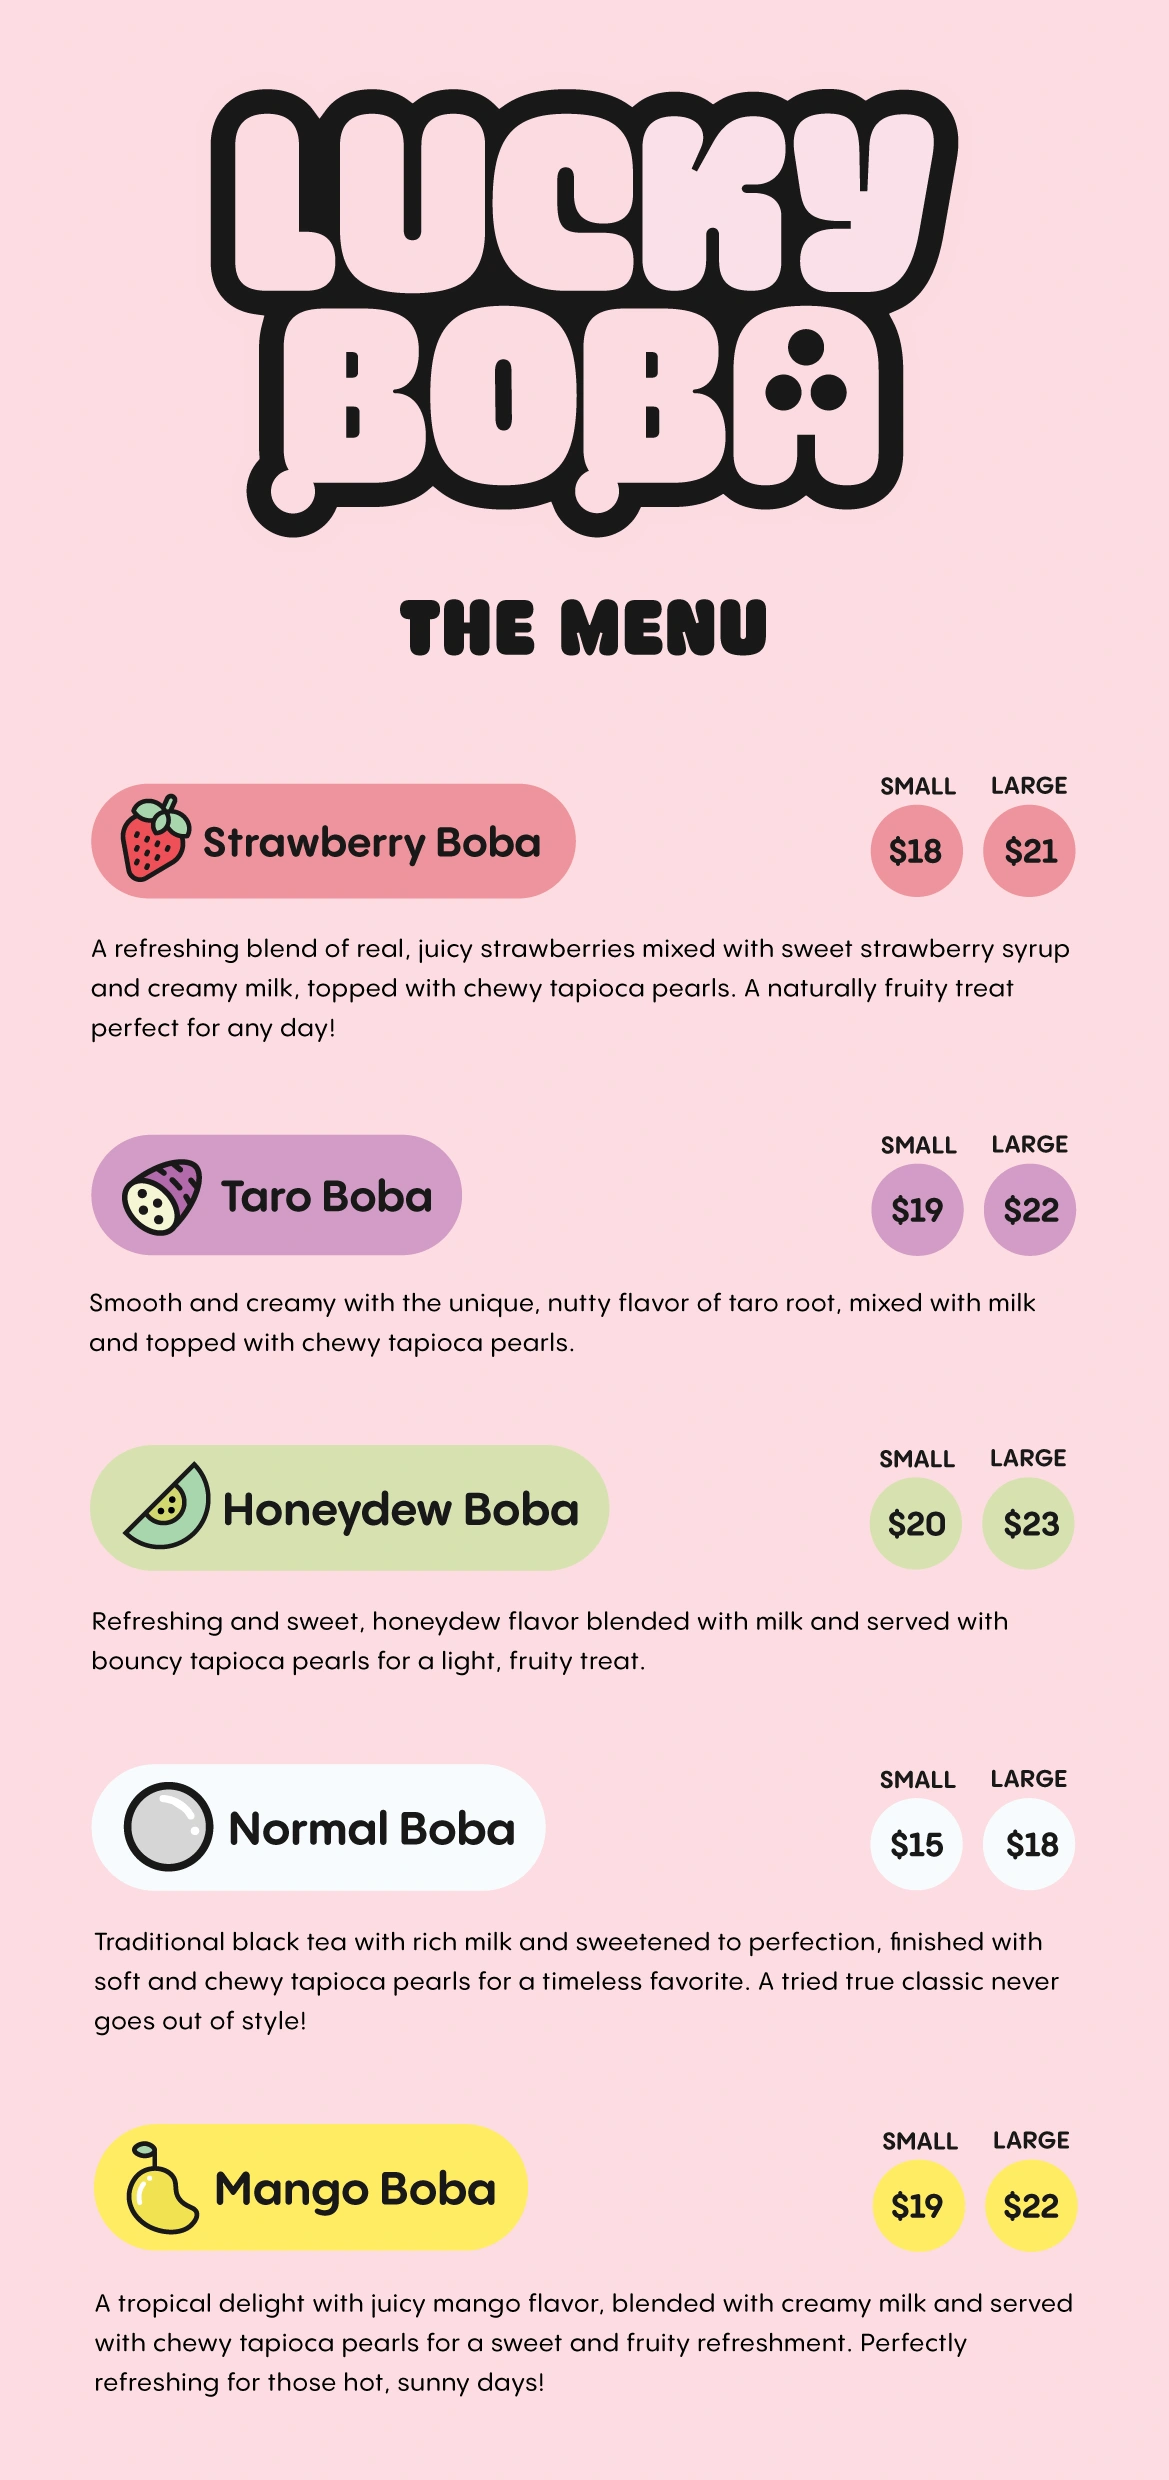 LUCKY
BOBA
THE MENU
SMALL LARGE
Strawberry Boba $18 $21
A refreshing blend of real, juicy strawberries mixed with sweet strawberry syrup
and creamy milk, topped with chewy tapioca pearls. A naturally fruity treat
perfect for any day!
SMALL LARGE
Taro Boba $19 $22
Smooth and creamy with the unique, nutty flavor of taro root, mixed with milk
and topped with chewy tapioca pearls.
SMALL LARGE
Honeydew Boba $20 $23
Refreshing and sweet, honeydew flavor blended with milk and served with
bouncy tapioca pearls for a light, fruity treat.
SMALL LARGE
Normal Boba $15 $18
Traditional black tea with rich milk and sweetened to perfection, finished with
soft and chewy tapioca pearls for a timeless favorite. A tried true classic never
goes out of style!
SMALL LARGE
Mango Boba $19 $22
A tropical delight with juicy mango flavor, blended with creamy milk and served
with chewy tapioca pearls for a sweet and fruity refreshment. Perfectly
refreshing for those hot, sunny days!